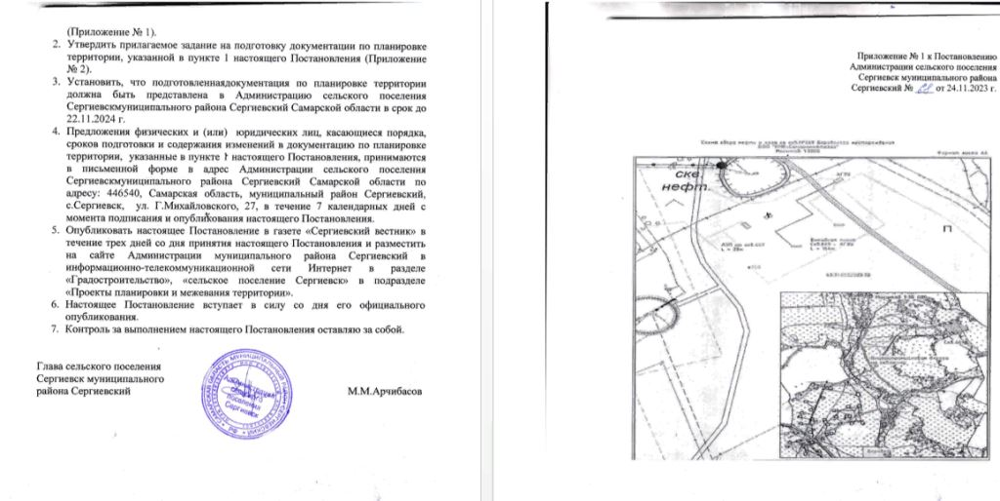 (Приложение № 1).
2. Утвердить прилагаемое задание на подготовку документации по планировке
территории, указанной в пункте 1 настоящего Постановления (Приложение
№ 2).
3. Установить, что подготовленнаядокументация по планировке территории
должна быть представлена в Администрацию сельского поселения
Сергиевскмуниципального района Сергиевский Самарской области в срок до
22.11.2024 г.
4. Предложения физических и (или) юридических лиц, касающиеся порядка,
сроков подготовки и содержания изменений в документацию по планировке
территории, указанные в пункте 1 настоящего Постановления, принимаются
в письменной форме в адрес Администрации сельского поселения
Сергиевскмуниципального района Сергиевский Самарской области по
адресу: 446540, Самарская область, муниципальный район Сергиевский,
с.Сергиевск, ул. Г.Михайловского, 27, в течение 7 календарных дней с
момента подписания и опубликования настоящего Постановления.
5. Опубликовать настоящее Постановление в газете «Сергиевский вестник» в
течение трех дней со дня принятия настоящего Постановления и разместить
на сайте Администрации муниципального района Сергиевский в
информационно-телекоммуникационной сети Интернет в разделе
«Градостроительство», «сельское поселение Сергиевск» в подразделе
«Проекты планировки и межевания территории».
6. Настоящее Постановление вступает в силу со дня его официального
опубликования.
7. Контроль за выполнением настоящего Постановления оставляю за собой.
Глава сельского поселения
Сергиевск муниципального
района Сергиевский
М.М.Арчибасов
Администрация
сельского
поселения
Сергиевск
Приложение № 1 к Постановлению
Администрации сельского поселения
Сергиевск муниципального района
Сергиевский № от 24.11.2023 г.
Формат листа А4
скв.
нефт.
П